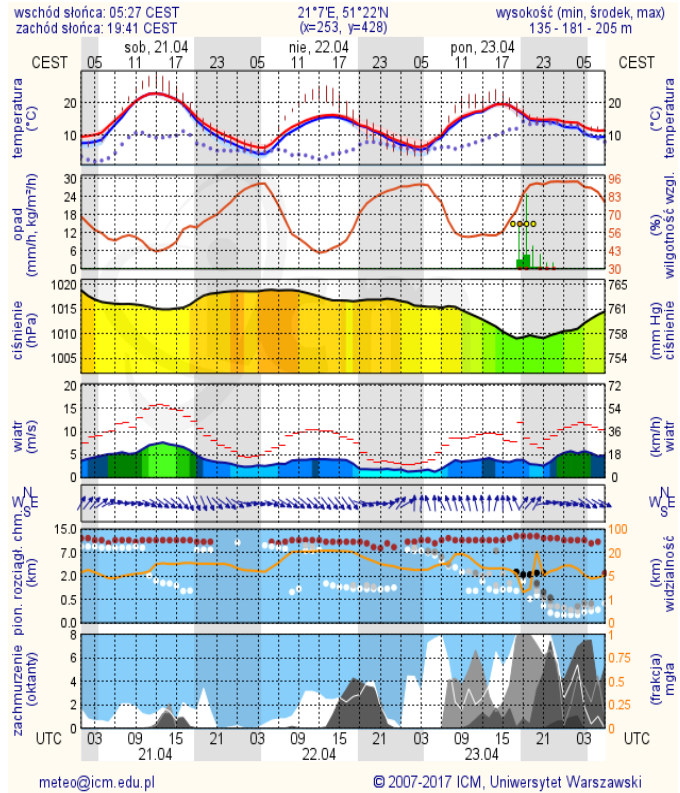 wschód słońca: 05:27 CEST 21°7'E, 51°22'N wysokość (min, środek, max)
zachód słońca: 19:41 CEST (x=253, y=428) 135 - 181 - 205 m
sob, 21.04 nie, 22.04 pon, 23.04
CEST 05 11 17 23 05 11 17 23 05 11 17 23 05 CEST
temperatura
(°C)
20
10
20
10
temperatura
(°C)
opad
(mm/h, kg/m²/h)
30
24
18
12
6
0
96
83
70
56
43
30
wilgotność wzgl.
(%)
ciśnienie
(hPa)
1020
1015
1010
1005
765
761
758
754
(mm Hg)
ciśnienie
wiatr
(m/s)
20
15
10
5
0
72
54
36
18
0
(km/h)
wiatr
N
W E
S
N
W E
S
pion. rozciągł. chm.
(km)
15.0
7.0
2.0
0.5
0.0
100
20
5
1
0
(km)
widzialność
zachmurzenie
(oktanty)
8
6
4
2
0
1
0.75
0.5
0.25
0
(frakcja)
mgła
UTC 03 09 15 21 03 09 15 21 03 09 15 21 03 UTC
21.04 22.04 23.04
meteo@icm.edu.pl © 2007-2017 ICM, Uniwersytet Warszawski